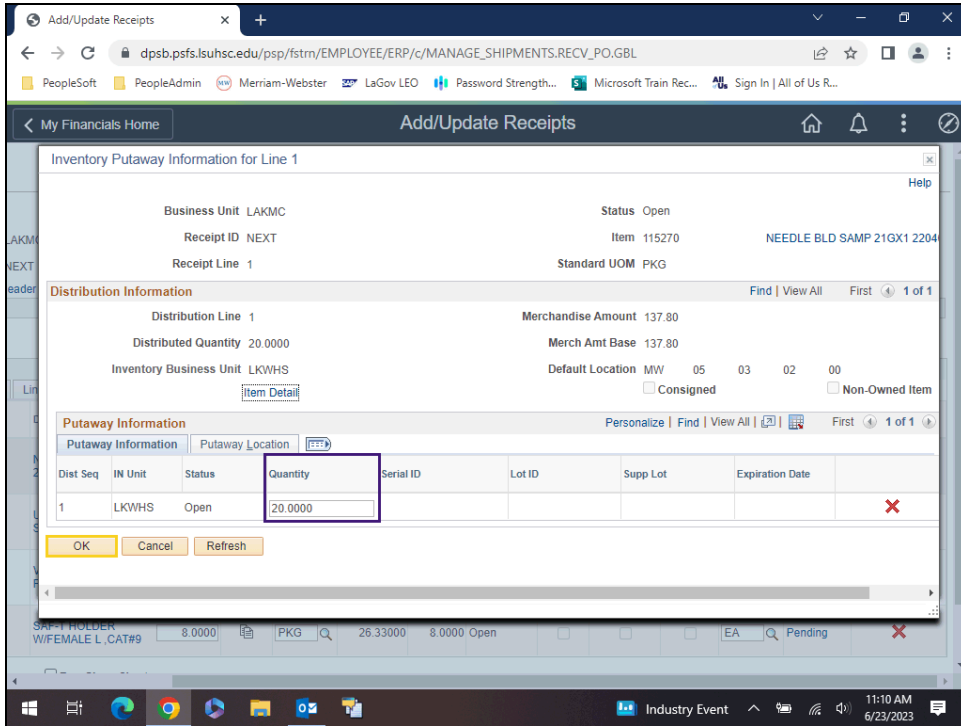 Add/Update Receipts
dpsb.psfs.lsuhsc.edu/psp/fstrn/EMPLOYEE/ERP/c/MANAGE_SHIPMENTS.RECV_PO.GBL
PeopleSoft PeopleAdmin Merriam-Webster LaGov LEO Password Strength... Microsoft Train Rec... Sign In | All of Us R...
My Financials Home Add/Update Receipts
Inventory Putaway Information for Line 1
Help
Business Unit LAKMC Status Open
Receipt ID NEXT Item 115270 NEEDLE BLD SAMP 21GX1 2204
Receipt Line 1 Standard UOM PKG
Distribution Information Find | View All First 1 of 1
Distribution Line 1 Merchandise Amount 137.80
Distributed Quantity 20.0000 Merch Amt Base 137.80
Inventory Business Unit LKWHS Default Location MW 05 03 02 00
Item Detail Consigned Non-Owned Item
Putaway Information Personalize | Find | View All | First 1 of 1
Putaway Information Putaway Location
Dist Seq IN Unit Status Quantity Serial ID Lot ID Supp Lot Expiration Date
1 LKWHS Open 20.0000
OK Cancel Refresh
SAF-T HOLDER
W/FEMALE L ,CAT#9 8.0000 PKG 26.33000 8.0000 Open EA Pending
Industry Event 11:10 AM
6/23/2023